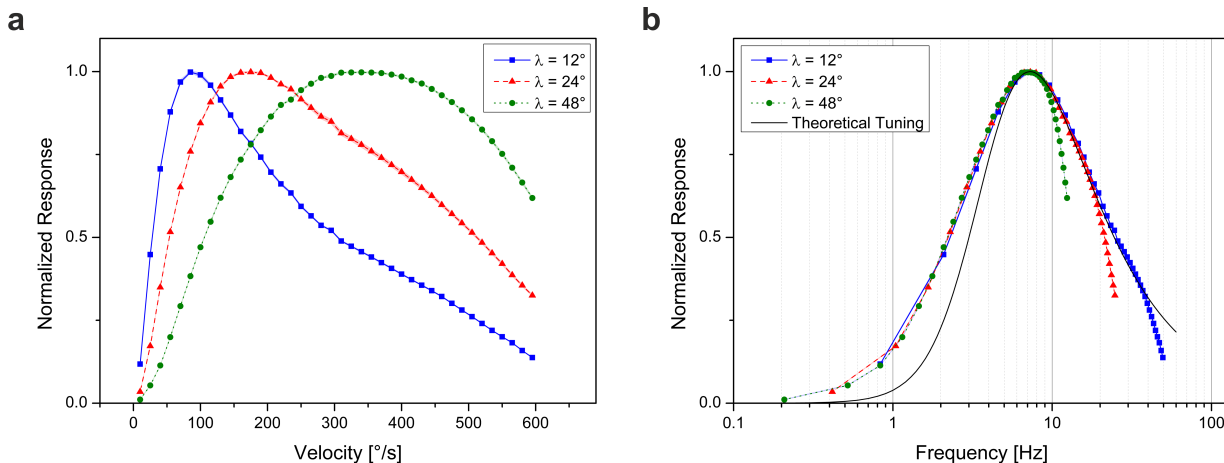 a
Normalized Response
1.0
0.5
0.0
0
100
200
300
400
500
600
Velocity [°/s]
λ = 12°
λ = 24°
λ = 48°
b
Normalized Response
1.0
0.5
0.0
0.1
1
10
100
Frequency [Hz]
λ = 12°
λ = 24°
λ = 48°
Theoretical Tuning